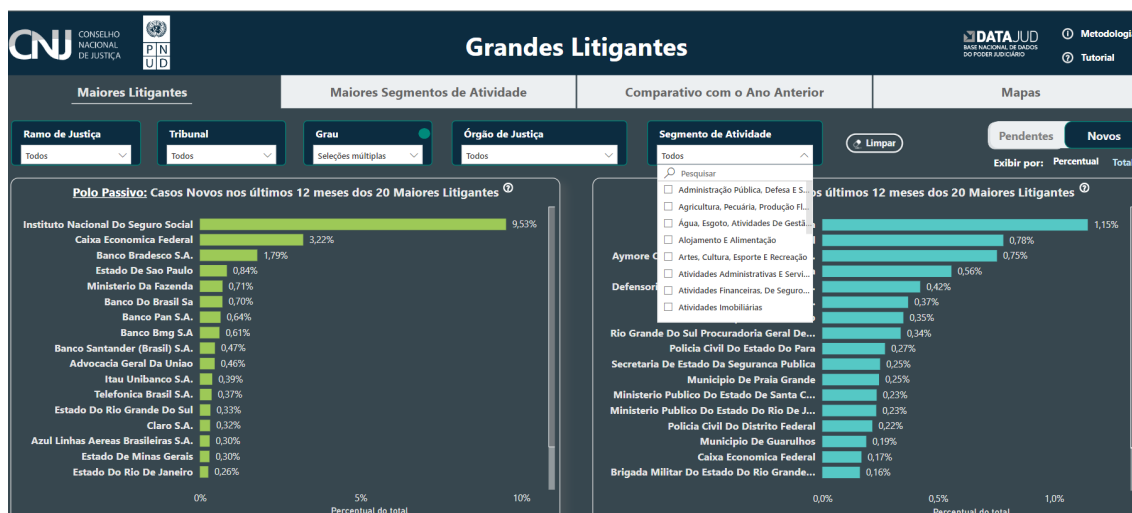 CNJ CONSELHO NACIONAL DE JUSTIÇA
PNUD
Grandes Litigantes
DATAJUD
BASE NACIONAL DE DADOS
DO PODER JUDICIÁRIO
Metodologia
Tutorial
Maiores Litigantes
Maiores Segmentos de Atividade
Comparativo com o Ano Anterior
Mapas
Ramo de Justiça
Todos
Tribunal
Todos
Grau
Seleções múltiplas
Órgão de Justiça
Todos
Segmento de Atividade
Todos
Pesquisar
Administração Pública, Defesa E S...
Agricultura, Pecuária, Produção Fl...
Água, Esgoto, Atividades De Gestã...
Alojamento E Alimentação
Artes, Cultura, Esporte E Recreação
Atividades Administrativas E Servi...
Atividades Financeiras, De Seguro...
Atividades Imobiliárias
Limpar
Pendentes
Novos
Exibir por: Percentual Total
Polo Passivo: Casos Novos nos últimos 12 meses dos 20 Maiores Litigantes
Instituto Nacional Do Seguro Social 9,53%
Caixa Economica Federal 3,22%
Banco Bradesco S.A. 1,79%
Estado De Sao Paulo 0,84%
Ministerio Da Fazenda 0,71%
Banco Do Brasil Sa 0,70%
Banco Pan S.A. 0,64%
Banco Bmg S.A 0,61%
Banco Santander (Brasil) S.A. 0,47%
Advocacia Geral Da Uniao 0,46%
Itau Unibanco S.A. 0,39%
Telefonica Brasil S.A. 0,37%
Estado Do Rio Grande Do Sul 0,33%
Claro S.A. 0,32%
Azul Linhas Aereas Brasileiras S.A. 0,30%
Estado De Minas Gerais 0,30%
Estado Do Rio De Janeiro 0,26%
0% 5% 10%
Percentual do total
últimos 12 meses dos 20 Maiores Litigantes
1,15%
0,78%
Aymore 0,75%
0,56%
0,42%
0,37%
0,35%
Rio Grande Do Sul Procuradoria Geral De... 0,34%
Policia Civil Do Estado Do Para 0,27%
Secretaria De Estado Da Seguranca Publica 0,25%
Municipio De Praia Grande 0,25%
Ministerio Publico Do Estado De Santa C... 0,23%
Ministerio Publico Do Estado Do Rio De J... 0,23%
Policia Civil Do Distrito Federal 0,22%
Municipio De Guarulhos 0,19%
Caixa Economica Federal 0,17%
Brigada Militar Do Estado Do Rio Grande... 0,16%
0,0% 0,5% 1,0%
Percentual do total